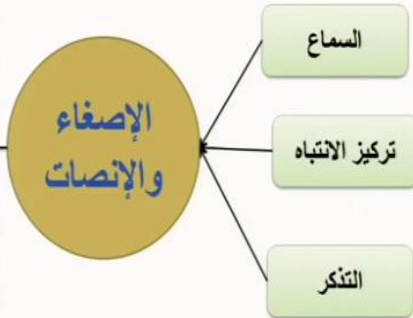 السماع
تركيز الانتباه
التذكر
الإصغاء
والإنصات